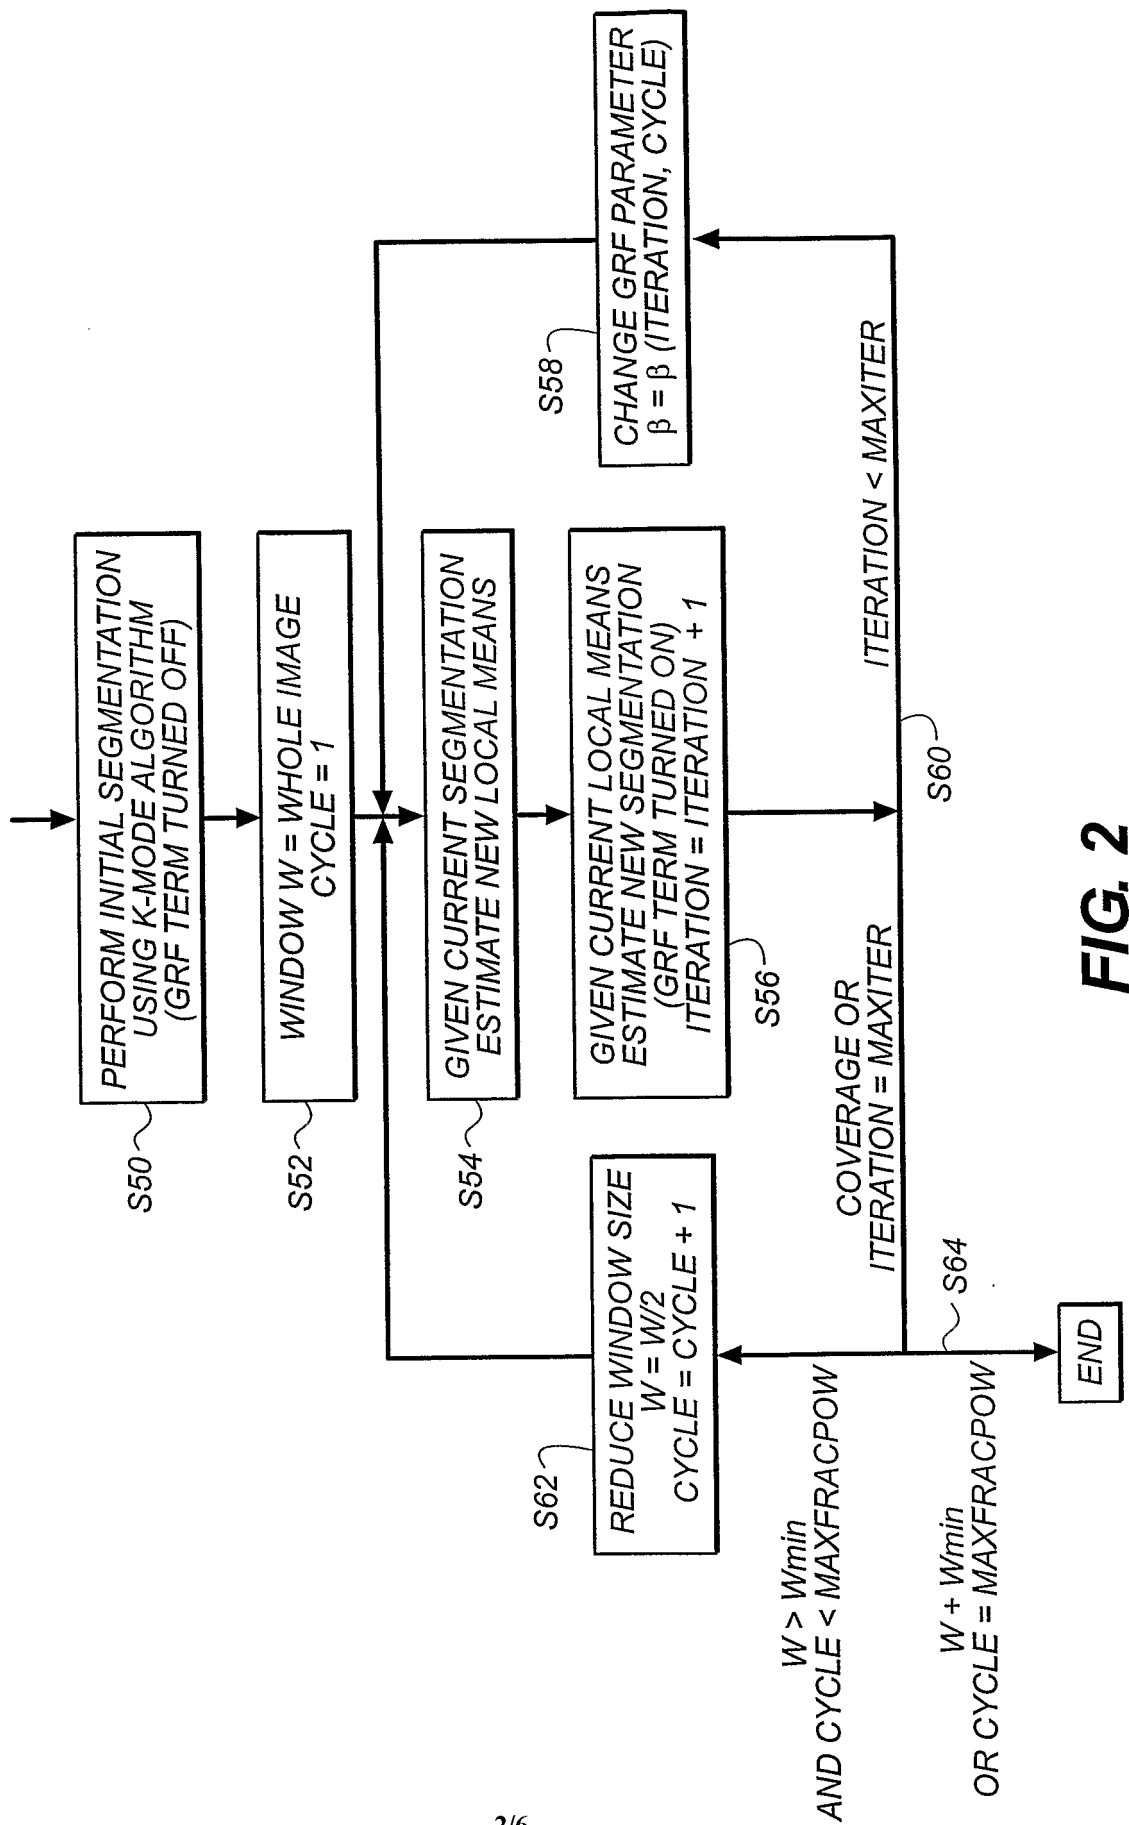 PERFORM INITIAL SEGMENTATION
USING K-MODE ALGORITHM
(GRF TERM TURNED OFF)
S50
WINDOW W = WHOLE IMAGE
CYCLE = 1
S52
GIVEN CURRENT SEGMENTATION
ESTIMATE NEW LOCAL MEANS
S54
GIVEN CURRENT LOCAL MEANS
ESTIMATE NEW SEGMENTATION
(GRF TERM TURNED ON)
ITERATION = ITERATION + 1
S56
CHANGE GRF PARAMETER
β = β (ITERATION, CYCLE)
S58
REDUCE WINDOW SIZE
W = W/2
CYCLE = CYCLE + 1
S62
COVERAGE OR
ITERATION = MAXITER
ITERATION < MAXITER
S60
W > Wmin
AND CYCLE < MAXFRACPOW
W + Wmin
OR CYCLE = MAXFRACPOW
S64
END
FIG. 2
2/6